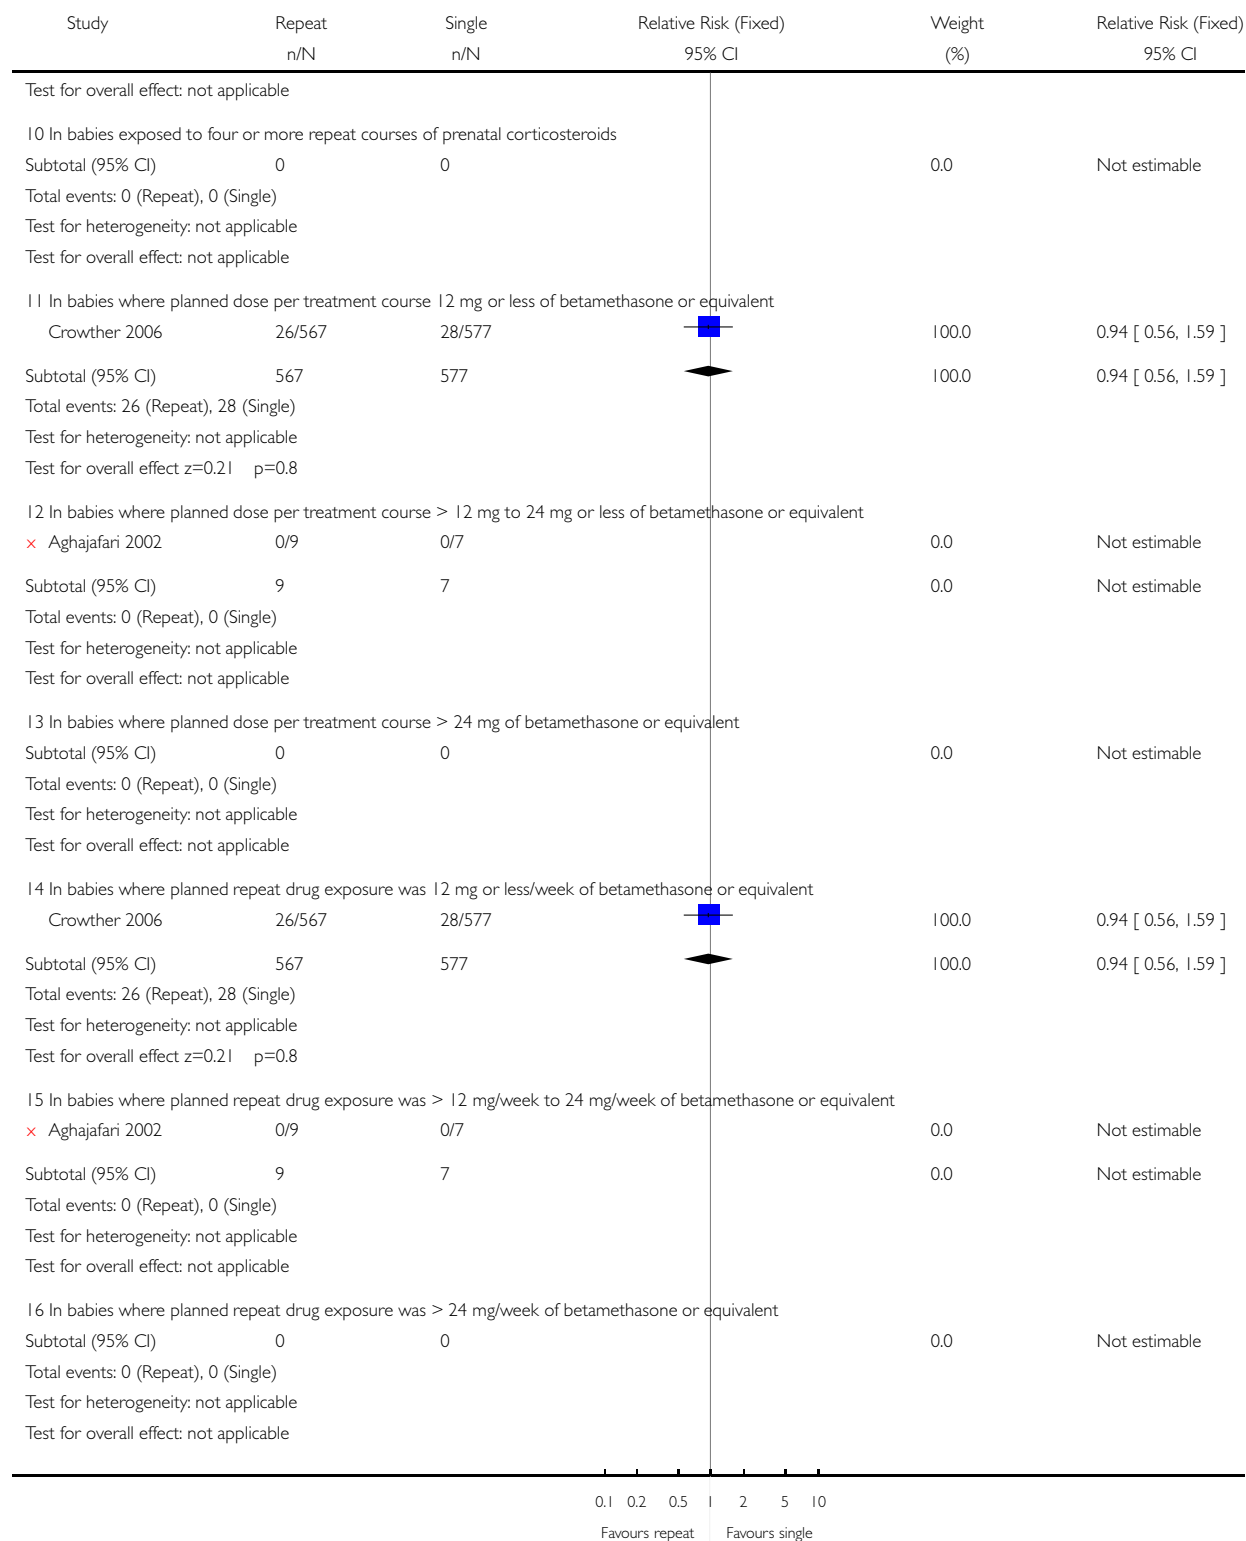 Study Repeat Single Relative Risk (Fixed) Weight Relative Risk (Fixed)
n/N n/N 95% CI (%) 95% CI
Test for overall effect: not applicable
10 In babies exposed to four or more repeat courses of prenatal corticosteroids
Subtotal (95% CI) 0 0 0.0 Not estimable
Total events: 0 (Repeat), 0 (Single)
Test for heterogeneity: not applicable
Test for overall effect: not applicable
11 In babies where planned dose per treatment course 12 mg or less of betamethasone or equivalent
Crowther 2006 26/567 28/577 100.0 0.94 [ 0.56, 1.59 ]
Subtotal (95% CI) 567 577 100.0 0.94 [ 0.56, 1.59 ]
Total events: 26 (Repeat), 28 (Single)
Test for heterogeneity: not applicable
Test for overall effect z=0.21 p=0.8
12 In babies where planned dose per treatment course > 12 mg to 24 mg or less of betamethasone or equivalent
× Aghajafari 2002 0/9 0/7 0.0 Not estimable
Subtotal (95% CI) 9 7 0.0 Not estimable
Total events: 0 (Repeat), 0 (Single)
Test for heterogeneity: not applicable
Test for overall effect: not applicable
13 In babies where planned dose per treatment course > 24 mg of betamethasone or equivalent
Subtotal (95% CI) 0 0 0.0 Not estimable
Total events: 0 (Repeat), 0 (Single)
Test for heterogeneity: not applicable
Test for overall effect: not applicable
14 In babies where planned repeat drug exposure was 12 mg or less/week of betamethasone or equivalent
Crowther 2006 26/567 28/577 100.0 0.94 [ 0.56, 1.59 ]
Subtotal (95% CI) 567 577 100.0 0.94 [ 0.56, 1.59 ]
Total events: 26 (Repeat), 28 (Single)
Test for heterogeneity: not applicable
Test for overall effect z=0.21 p=0.8
15 In babies where planned repeat drug exposure was > 12 mg/week to 24 mg/week of betamethasone or equivalent
× Aghajafari 2002 0/9 0/7 0.0 Not estimable
Subtotal (95% CI) 9 7 0.0 Not estimable
Total events: 0 (Repeat), 0 (Single)
Test for heterogeneity: not applicable
Test for overall effect: not applicable
16 In babies where planned repeat drug exposure was > 24 mg/week of betamethasone or equivalent
Subtotal (95% CI) 0 0 0.0 Not estimable
Total events: 0 (Repeat), 0 (Single)
Test for heterogeneity: not applicable
Test for overall effect: not applicable
0.1 0.2 0.5 1 2 5 10
Favours repeat Favours single